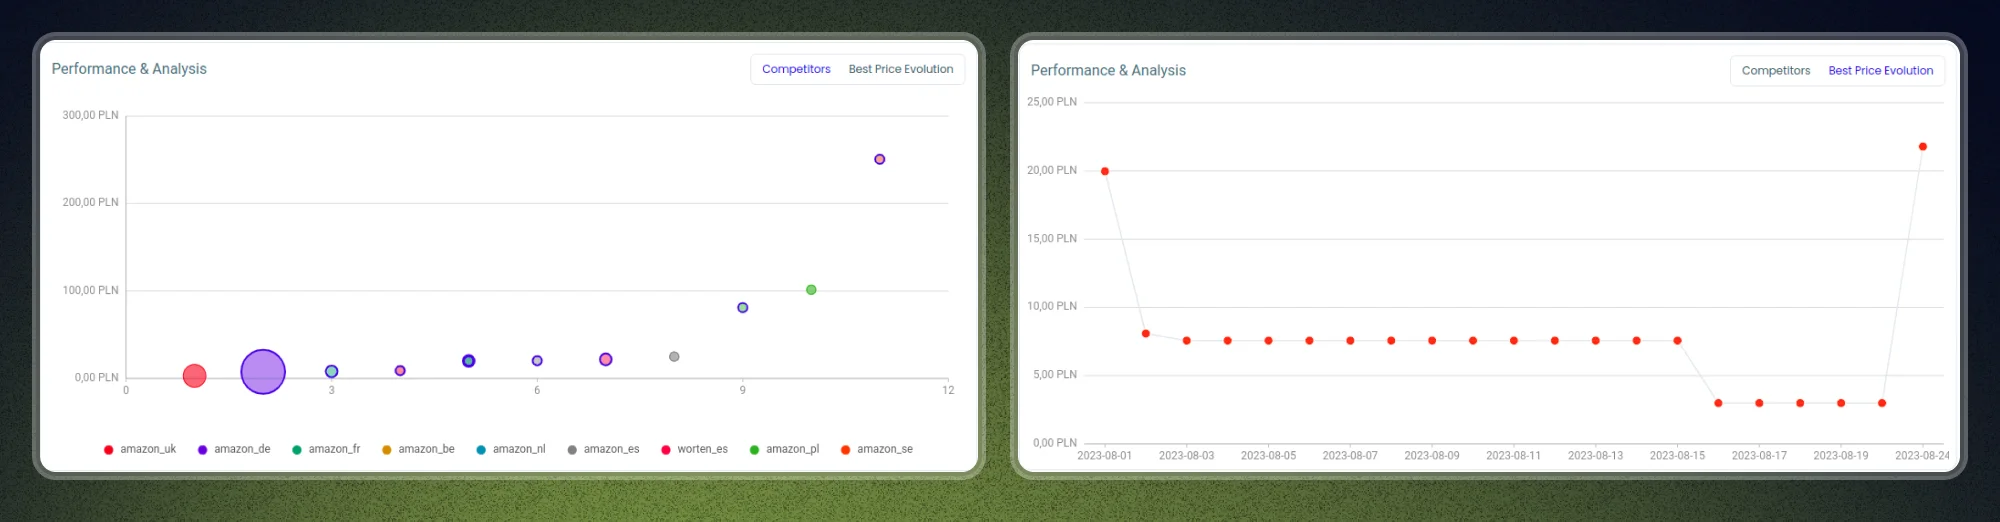 Performance & Analysis
Competitors Best Price Evolution
300,00 PLN
200,00 PLN
100,00 PLN
0,00 PLN
0 3 6 9 12
amazon_uk amazon_de amazon_fr amazon_be amazon_nl amazon_es worten_es amazon_pl amazon_se
Performance & Analysis
Competitors Best Price Evolution
25,00 PLN
20,00 PLN
15,00 PLN
10,00 PLN
5,00 PLN
0,00 PLN
2023-08-01 2023-08-03 2023-08-05 2023-08-07 2023-08-09 2023-08-11 2023-08-13 2023-08-15 2023-08-17 2023-08-19 2023-08-24